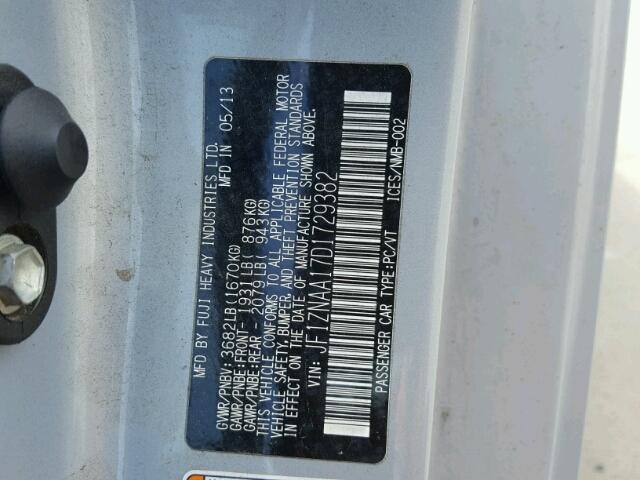 MFD BY FUJI HEAVY INDUSTRIES LTD.
MFD IN 05/13
GVWR/PNBV: 3682LB(1670KG)
GAWR/PNBE:FRONT- 1931LB( 876KG)
GAWR/PNBE:REAR - 2079LB( 943KG)
THIS VEHICLE CONFORMS TO ALL APPLICABLE FEDERAL MOTOR
VEHICLE SAFETY,BUMPER,AND THEFT PREVENTION STANDARDS
IN EFFECT ON THE DATE OF MANUFACTURE SHOWN ABOVE.
VIN: JF1ZNAA17D1729382
PASSENGER CAR TYPE:PC/VT ICES/NMB-002